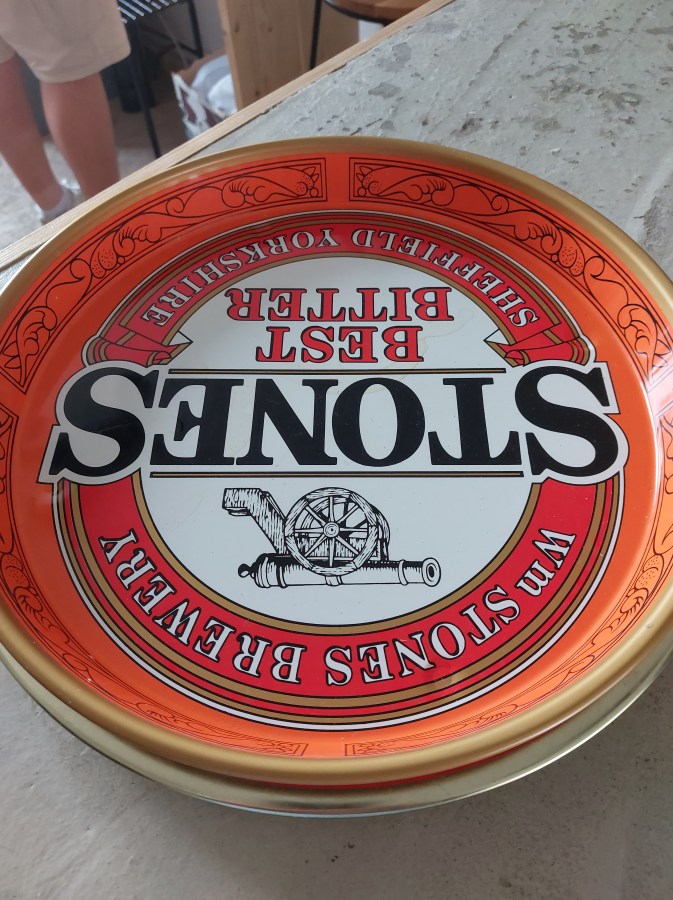 Wm STONES BREWERY
STONES
BEST
BITTER
SHEFFIELD YORKSHIRE